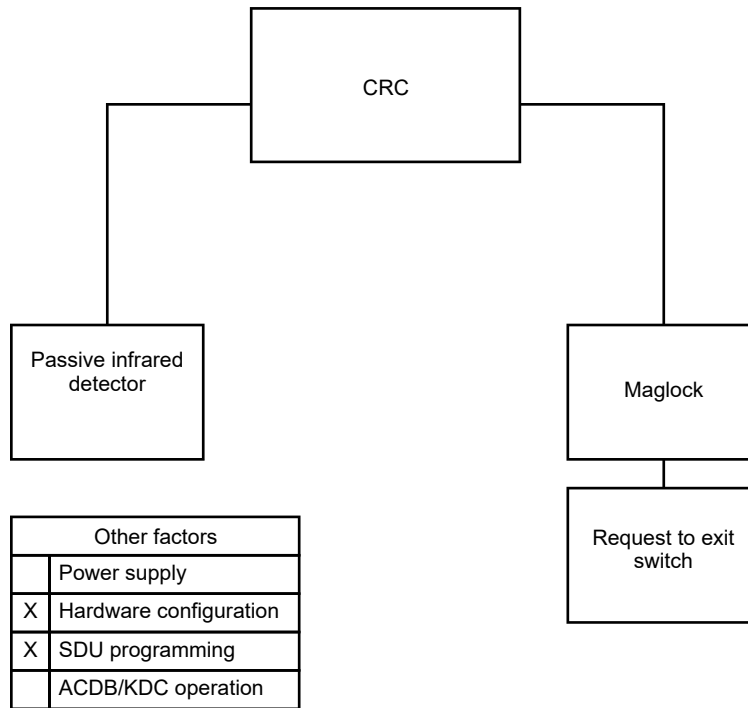 CRC
Passive infrared
detector
Maglock
Request to exit
switch
Other factors
Power supply
X Hardware configuration
X SDU programming
ACDB/KDC operation